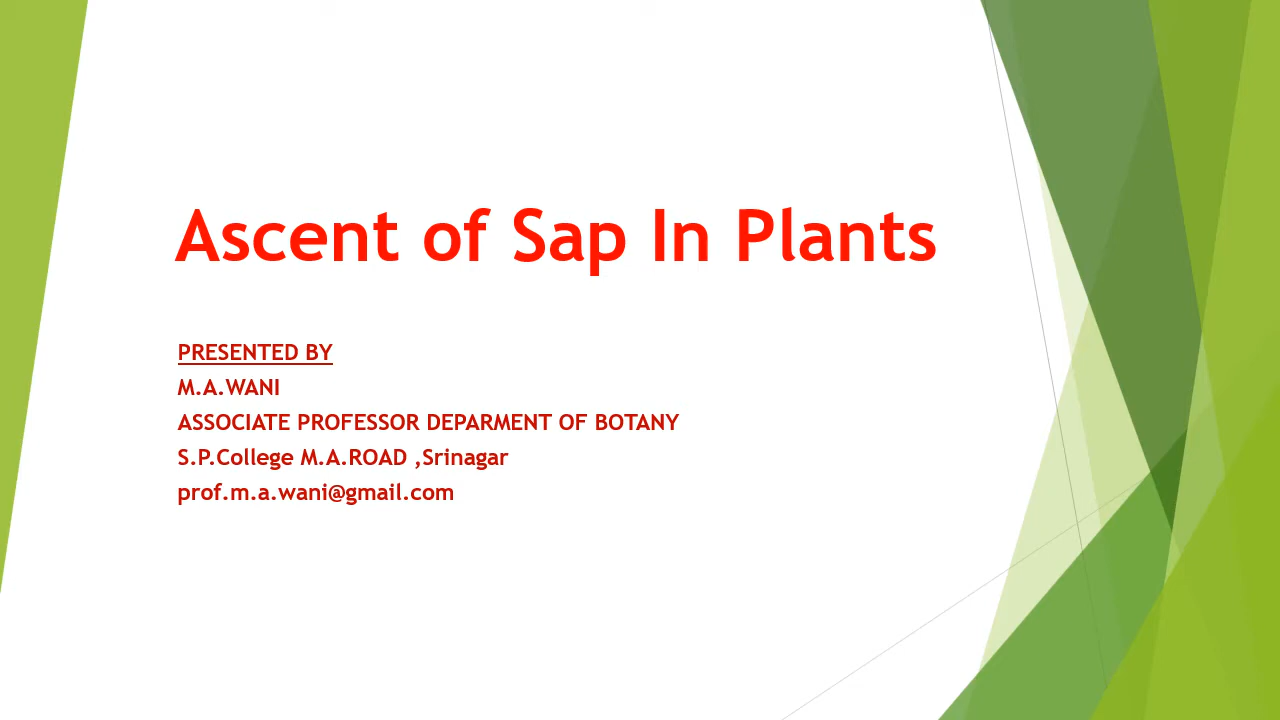 Ascent of Sap In Plants
PRESENTED BY
M.A.WANI
ASSOCIATE PROFESSOR DEPARMENT OF BOTANY
S.P.College M.A.ROAD ,Srinagar
prof.m.a.wani@gmail.com